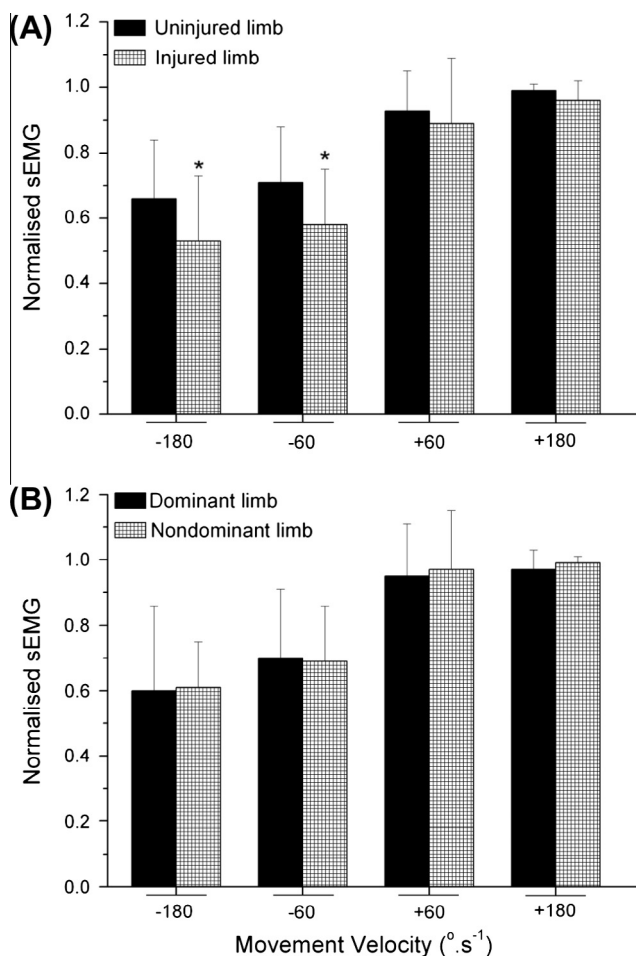 (A)
Uninjured limb
Injured limb
1.2
1.0
0.8
0.6
0.4
0.2
0.0
* *
Normalised sEMG
-180 -60 +60 +180
(B)
Dominant limb
Nondominant limb
1.2
1.0
0.8
0.6
0.4
0.2
0.0
Normalised sEMG
-180 -60 +60 +180
Movement Velocity (°.s⁻¹)